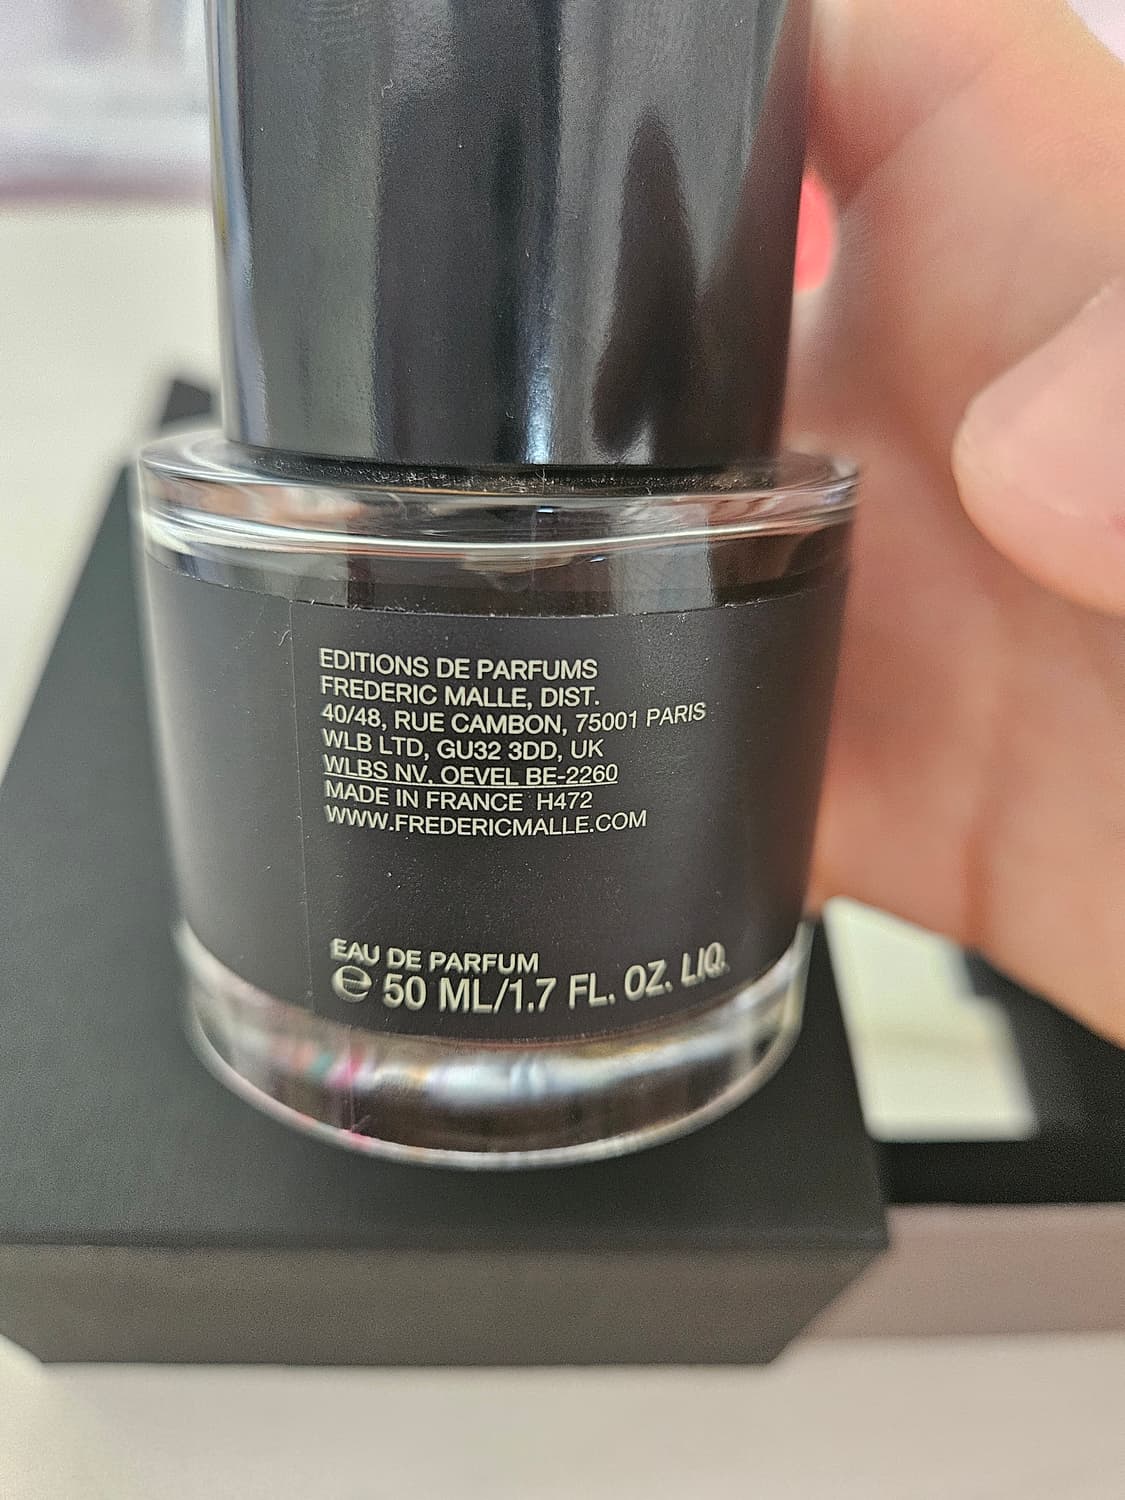 EDITIONS DE PARFUMS
FREDERIC MALLE, DIST.
40/48, RUE CAMBON, 75001 PARIS
WLB LTD, GU32 3DD, UK
WLBS NV, OEVEL BE-2260
MADE IN FRANCE H472
WWW.FREDERICMALLE.COM
EAU DE PARFUM
℮ 50 ML/1.7 FL. OZ. LIQ.